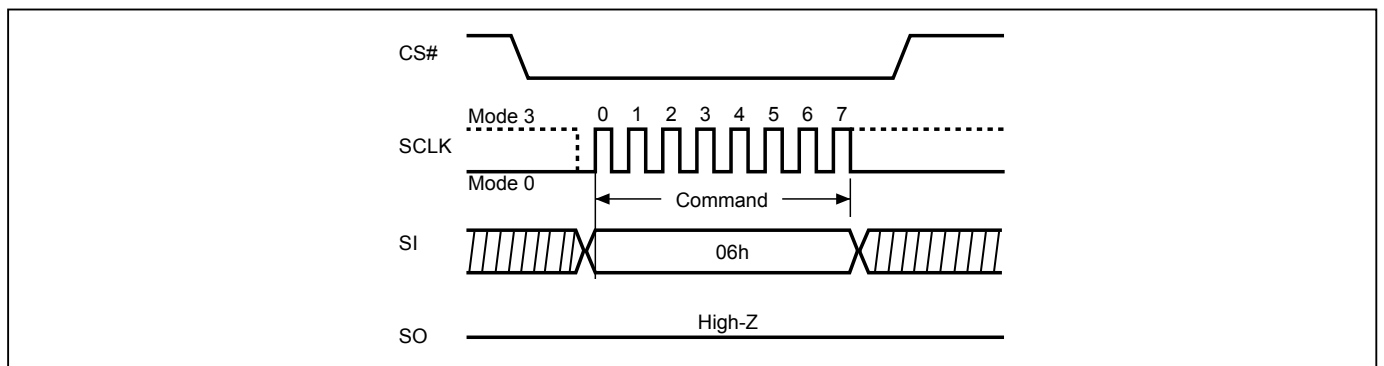 CS#
Mode 3 0 1 2 3 4 5 6 7
SCLK
Mode 0
Command
SI 06h
High-Z
SO